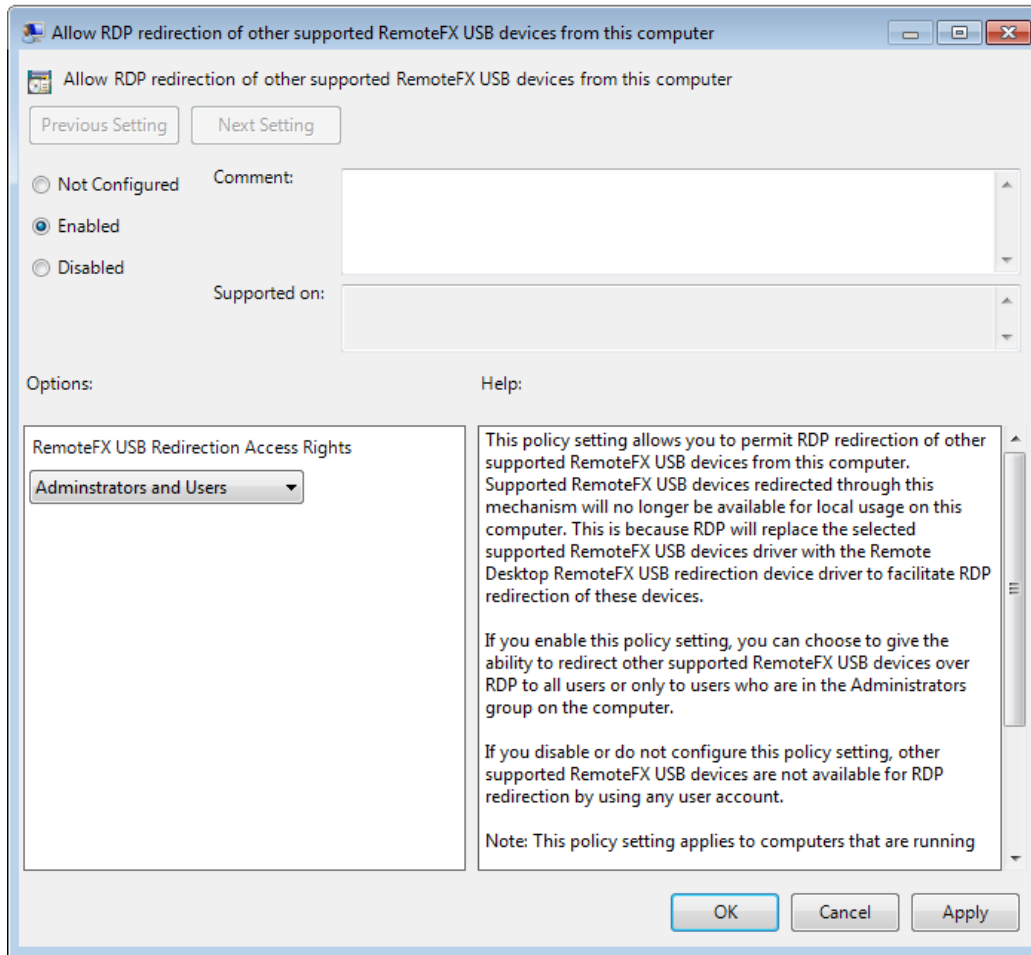 Allow RDP redirection of other supported RemoteFX USB devices from this computer
Allow RDP redirection of other supported RemoteFX USB devices from this computer
Previous Setting
Next Setting
Not Configured
Comment:
Enabled
Disabled
Supported on:
Options:
Help:
RemoteFX USB Redirection Access Rights
Adminstrators and Users
This policy setting allows you to permit RDP redirection of other
supported RemoteFX USB devices from this computer.
Supported RemoteFX USB devices redirected through this
mechanism will no longer be available for local usage on this
computer. This is because RDP will replace the selected
supported RemoteFX USB devices driver with the Remote
Desktop RemoteFX USB redirection device driver to facilitate RDP
redirection of these devices.
If you enable this policy setting, you can choose to give the
ability to redirect other supported RemoteFX USB devices over
RDP to all users or only to users who are in the Administrators
group on the computer.
If you disable or do not configure this policy setting, other
supported RemoteFX USB devices are not available for RDP
redirection by using any user account.
Note: This policy setting applies to computers that are running
OK
Cancel
Apply